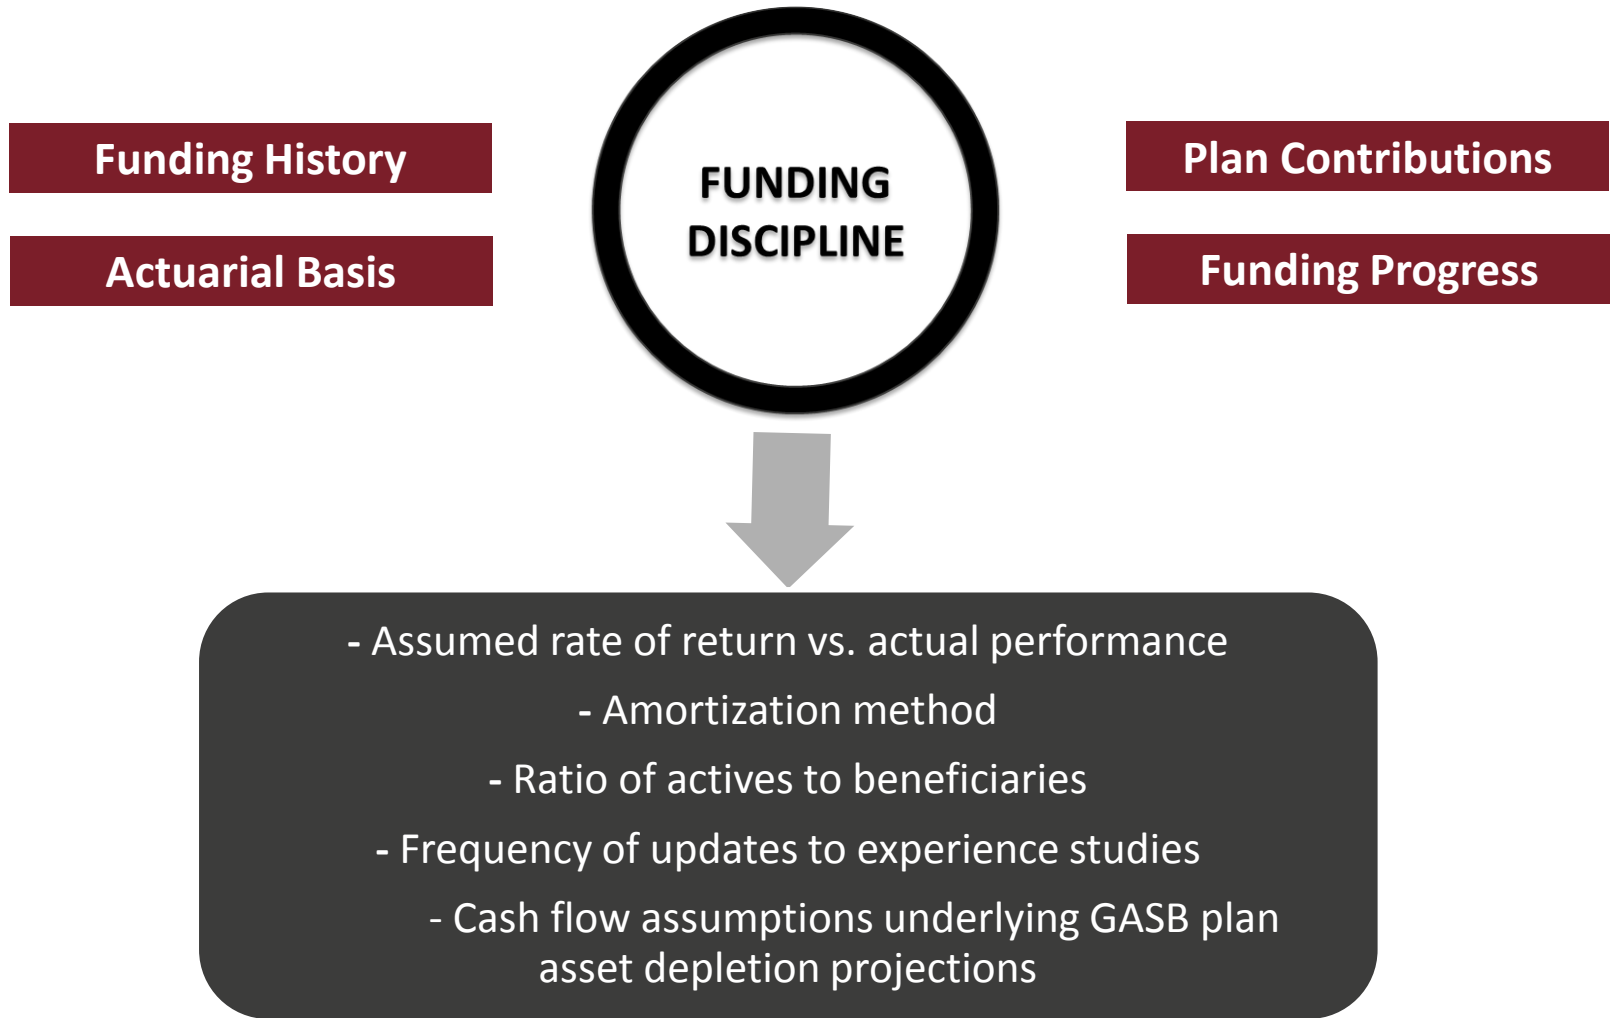 Funding History
Actuarial Basis
FUNDING
DISCIPLINE
Plan Contributions
Funding Progress
- Assumed rate of return vs. actual performance
- Amortization method
- Ratio of actives to beneficiaries
- Frequency of updates to experience studies
- Cash flow assumptions underlying GASB plan
asset depletion projections